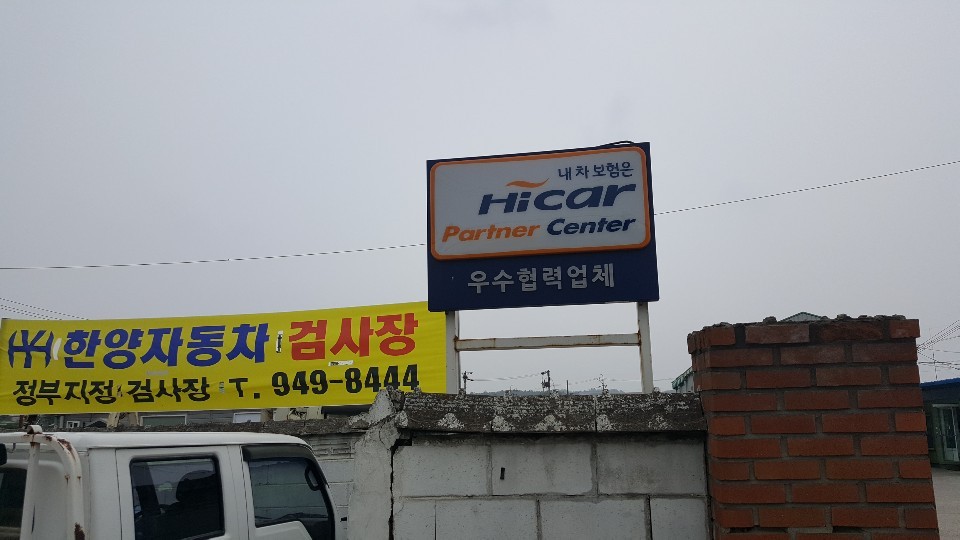 내 차 보험은
Hicar
Partner Center
우수협력업체
한양자동차 검사장
정부지정 검사장 T. 949-8444